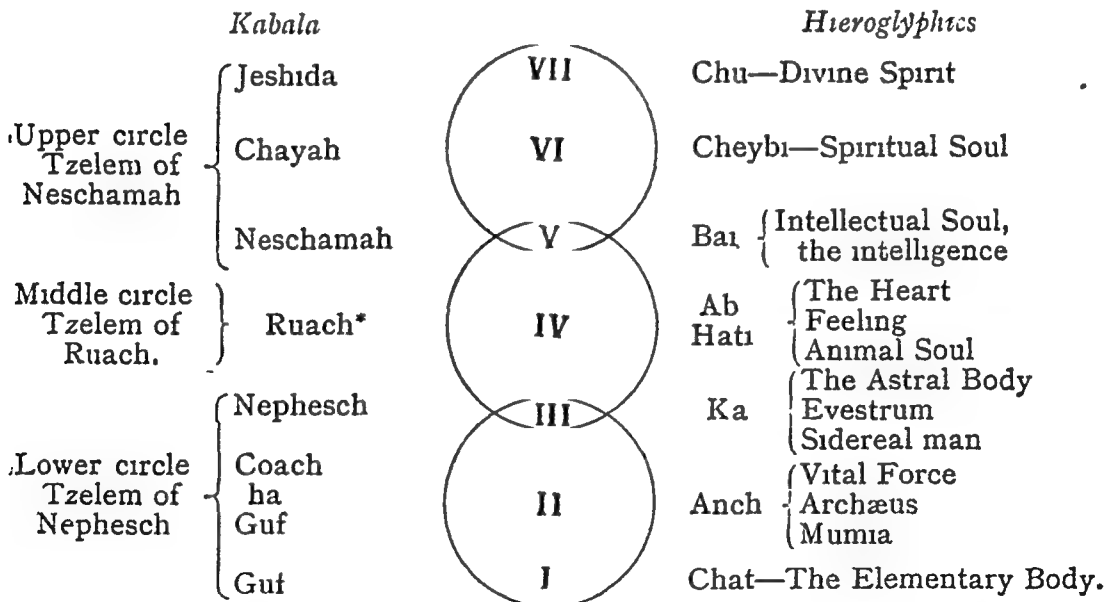 Kabala Hieroglyphics
Jeshida VII Chu—Divine Spirit
Upper circle
Tzelem of Chayah VI Cheybi—Spiritual Soul
Neschamah
Neschamah V Bai Intellectual Soul,
the intelligence
Middle circle The Heart
Tzelem of Ruach* IV Ab Feeling
Ruach. Hati Animal Soul
Nephesch III Ka The Astral Body
Evestrum
Sidereal man
Lower circle Coach Vital Force
Tzelem of ha II Anch Archæus
Nephesch Guf Mumia
Guf I Chat—The Elementary Body.